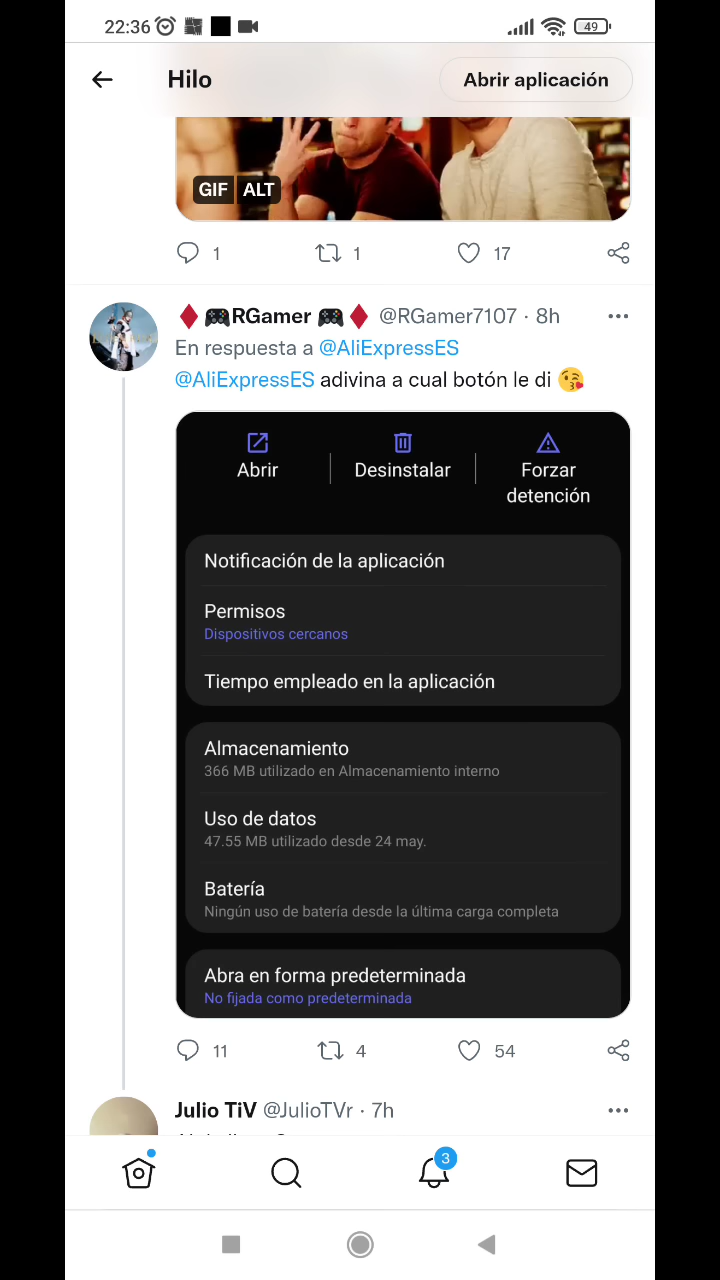 22:36
49
Hilo
Abrir aplicación
GIF ALT
1 1 17
RGamer @RGamer7107 · 8h
En respuesta a @AliExpressES
@AliExpressES adivina a cual botón le di
Abrir
Desinstalar
Forzar
detención
Notificación de la aplicación
Permisos
Dispositivos cercanos
Tiempo empleado en la aplicación
Almacenamiento
366 MB utilizado en Almacenamiento interno
Uso de datos
47.55 MB utilizado desde 24 may.
Batería
Ningún uso de batería desde la última carga completa
Abra en forma predeterminada
No fijada como predeterminada
11 4 54
Julio TiV @JulioTVr · 7h
3